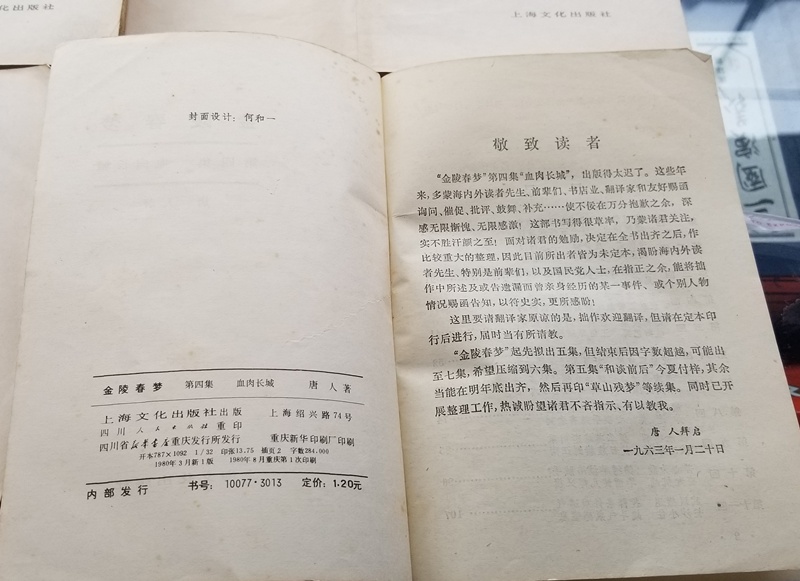 化出版社
上海文化出版社
封面设计：何和一
金陵春梦　第四集　血肉长城　唐人著
上海文化出版社出版　上海绍兴路74号
四川人民出版社重印
四川省新华书店重庆发行所发行　重庆新华印刷厂印刷
开本787×1092 1/32 印张13.75 插页2 字数284,000
1980年3月新1版　1980年8月重庆第1次印刷
内部发行　书号：10077·3013　定价：1.20元
敬致读者
“金陵春梦”第四集“血肉长城”，出版得太迟了。这些年
来，多蒙海内外读者先生、前辈们、书店业、翻译家和友好赐函
询问、催促、批评、鼓舞、补充……使不佞在万分抱歉之余，深
感无限惭愧、无限感激！这部书写得很草率，乃蒙诸君关注，
实不胜汗颜之至！面对诸君的勉励，决定在全书出齐之后，作
比较重大的整理，因此目前所出者皆为未定本，渴盼海内外读
者先生、特别是前辈们，以及国民党人士，在指正之余，能将拙
作中所述及或告遗漏而曾亲身经历的某一事件、或个别人物
情况赐函告知，以符史实，更所感盼！
这里要请翻译家原谅的是，拙作欢迎翻译，但请在定本印
行后进行，届时当有所请教。
“金陵春梦”起先拟出五集，但结束后因字数超越，可能出
至七集，希望压缩到六集。第五集“和谈前后”今夏付梓，其余
当能在明年底出齐，然后再印“草山残梦”等续集。同时已开
展整理工作，热诚盼望诸君不吝指示、有以教我。
唐人拜启
一九六三年一月二十日